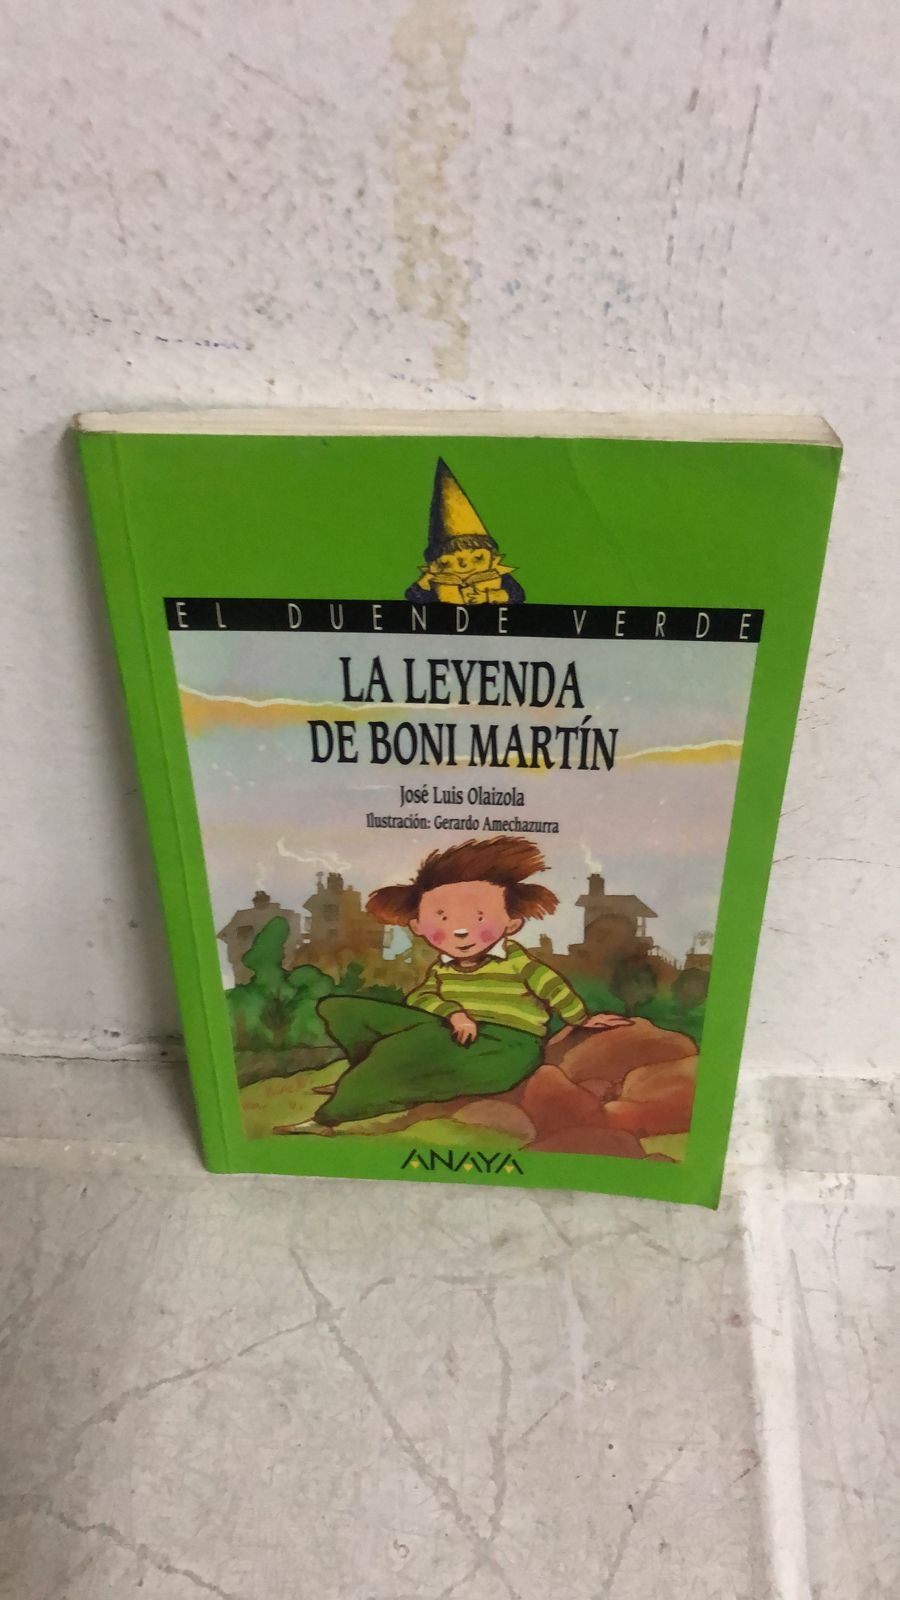 EL DUENDE VERDE
LA LEYENDA
DE BONI MARTÍN
José Luis Olaizola
Ilustración: Gerardo Amechazurra
ANAYA